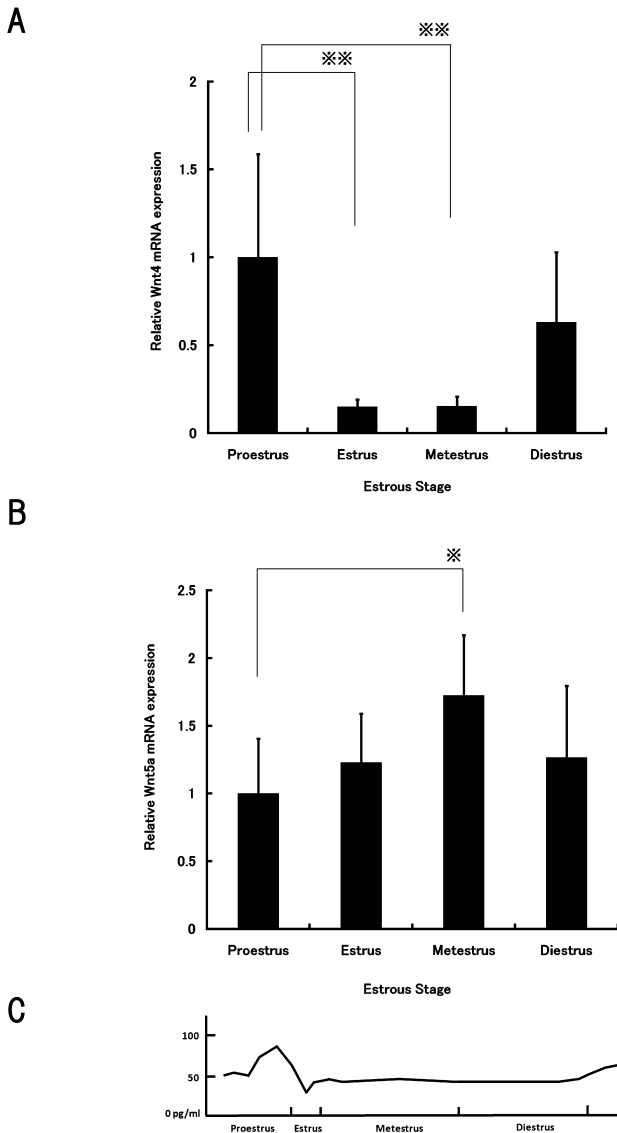 A
※※
※※
2
1.5
1
0.5
0
Relative Wnt4 mRNA expression
Proestrus Estrus Metestrus Diestrus
Estrous Stage
B
※
2.5
2
1.5
1
0.5
0
Relative Wnt5a mRNA expression
Proestrus Estrus Metestrus Diestrus
Estrous Stage
C
100
50
0 pg/ml
Proestrus Estrus Metestrus Diestrus